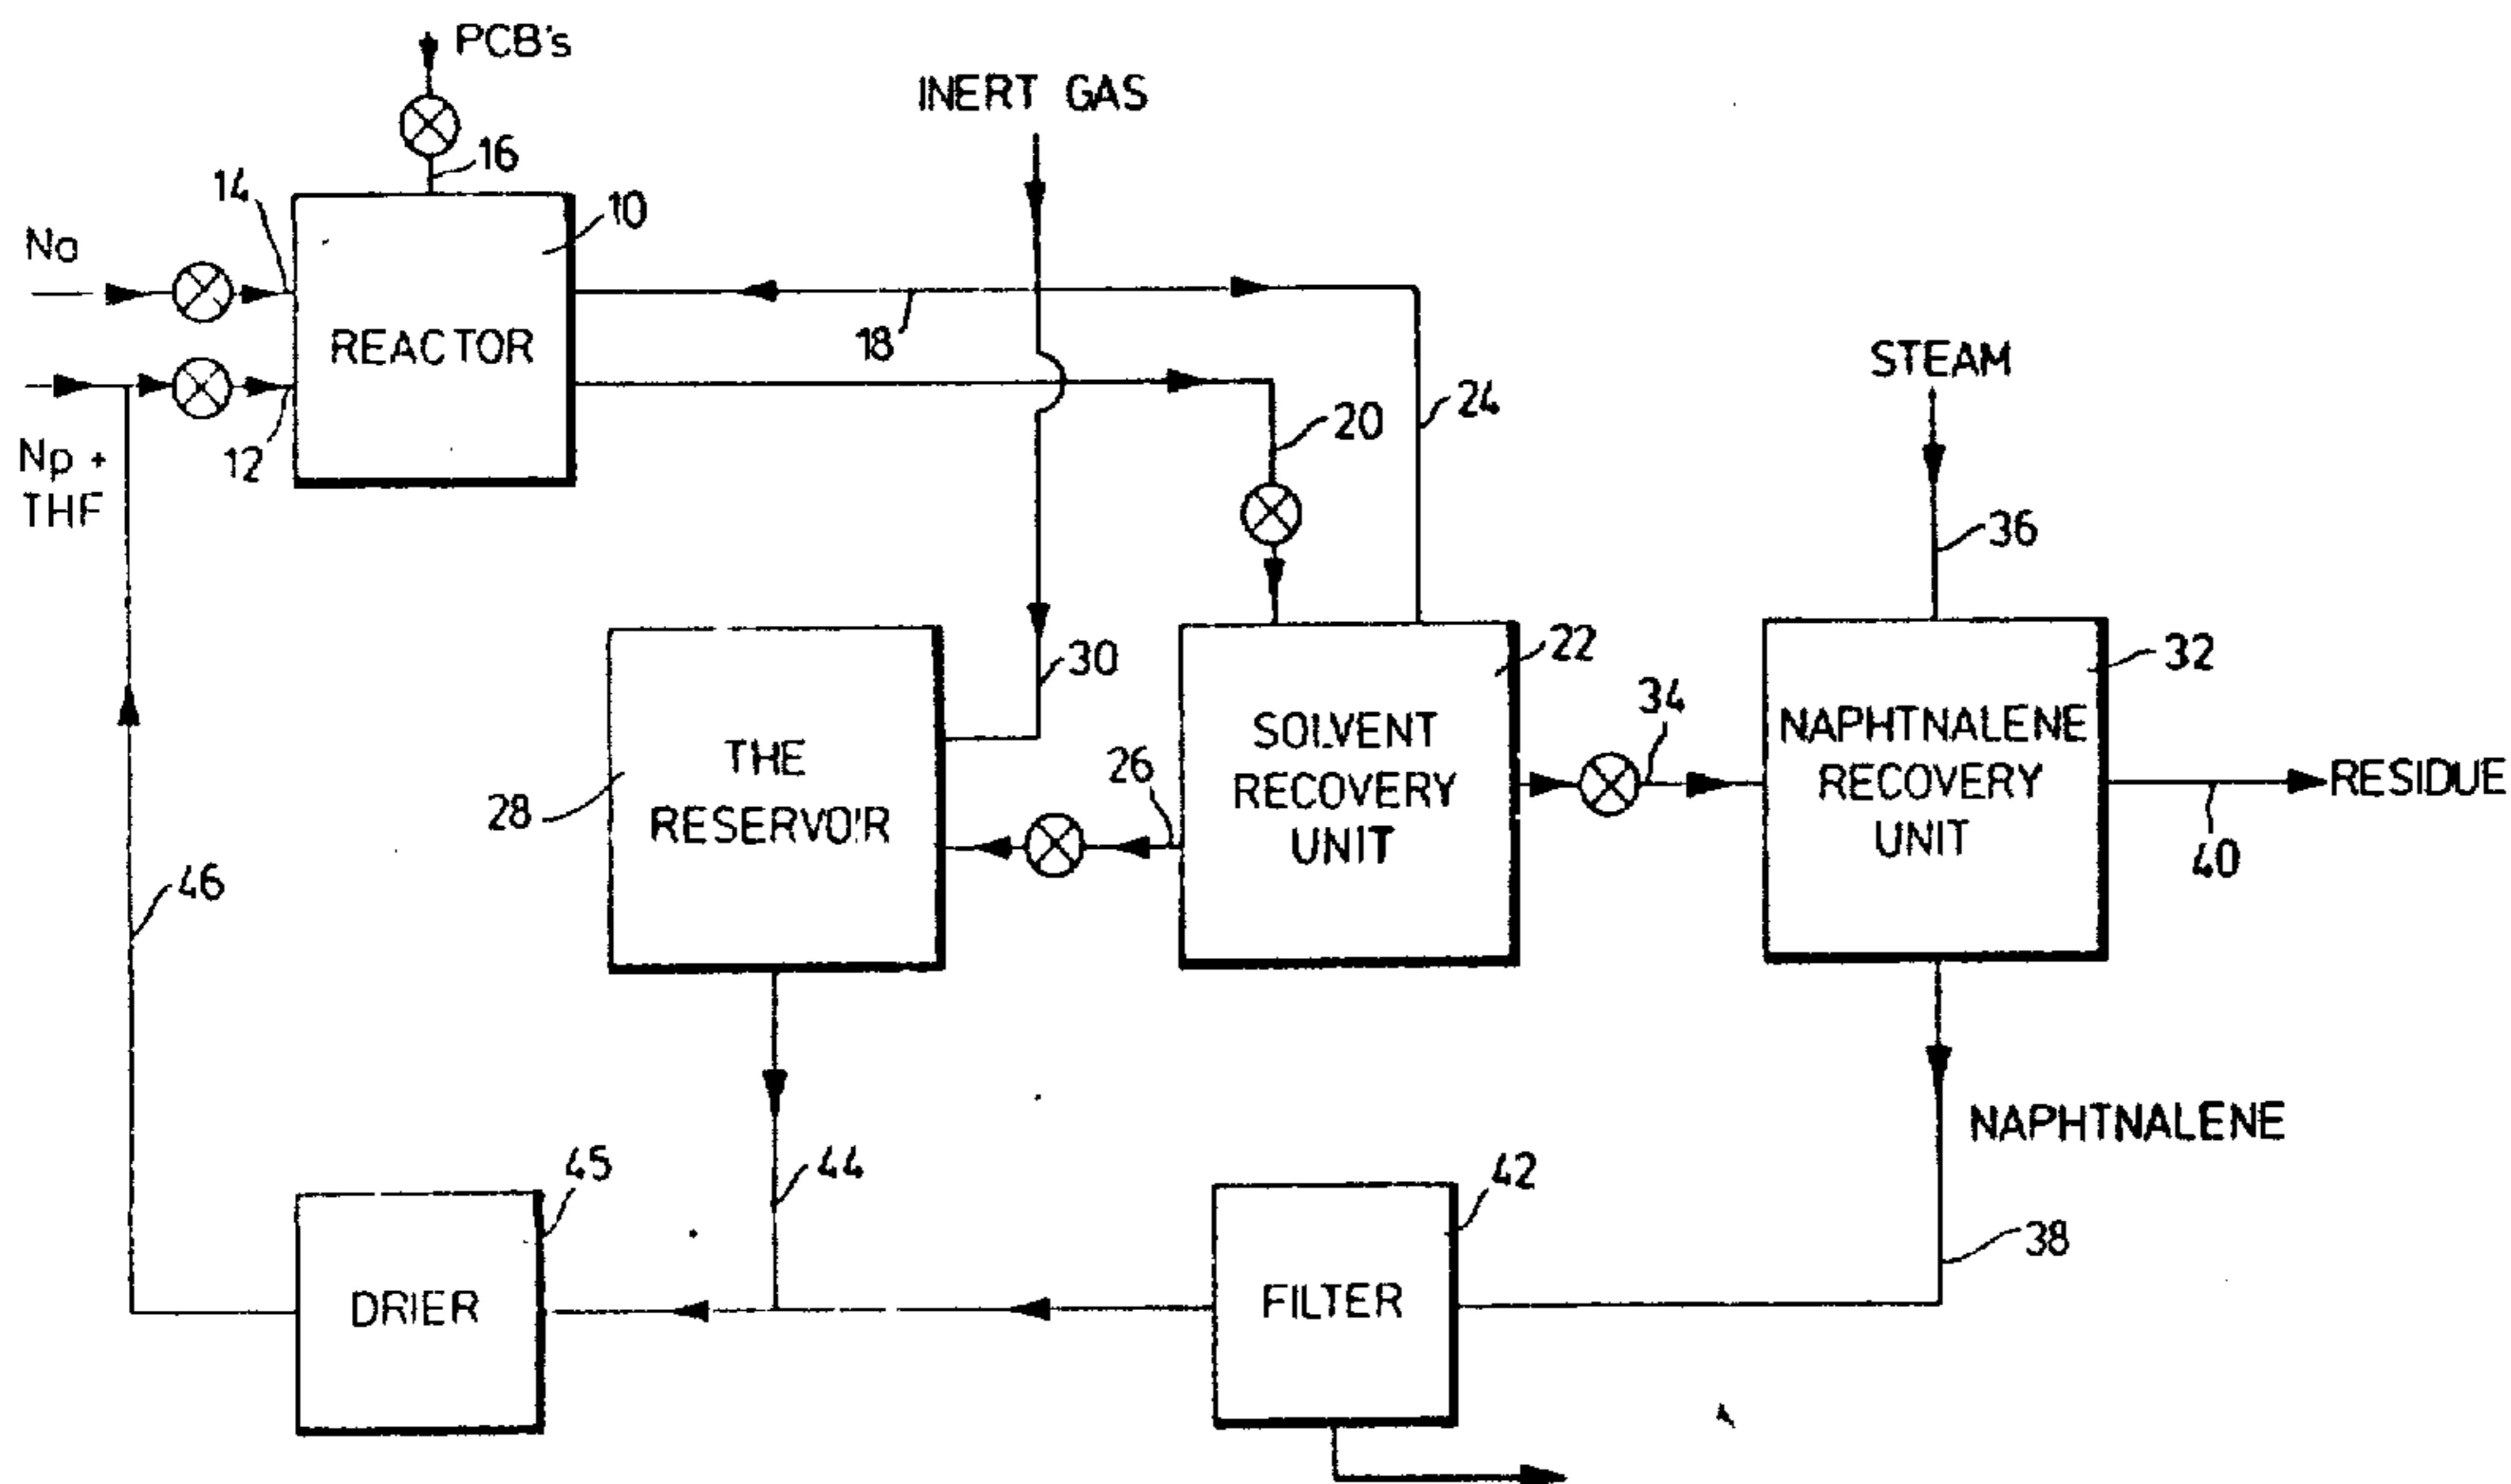 PCB's
INERT GAS
16
14
10
Na
REACTOR
18
STEAM
24
20
12
Np +
THF
36
30
22
32
34
THE
RESERVOIR
28
26
SOLVENT
RECOVERY
UNIT
NAPHTNALENE
RECOVERY
UNIT
RESIDUE
40
46
NAPHTNALENE
45
44
42
38
DRIER
FILTER